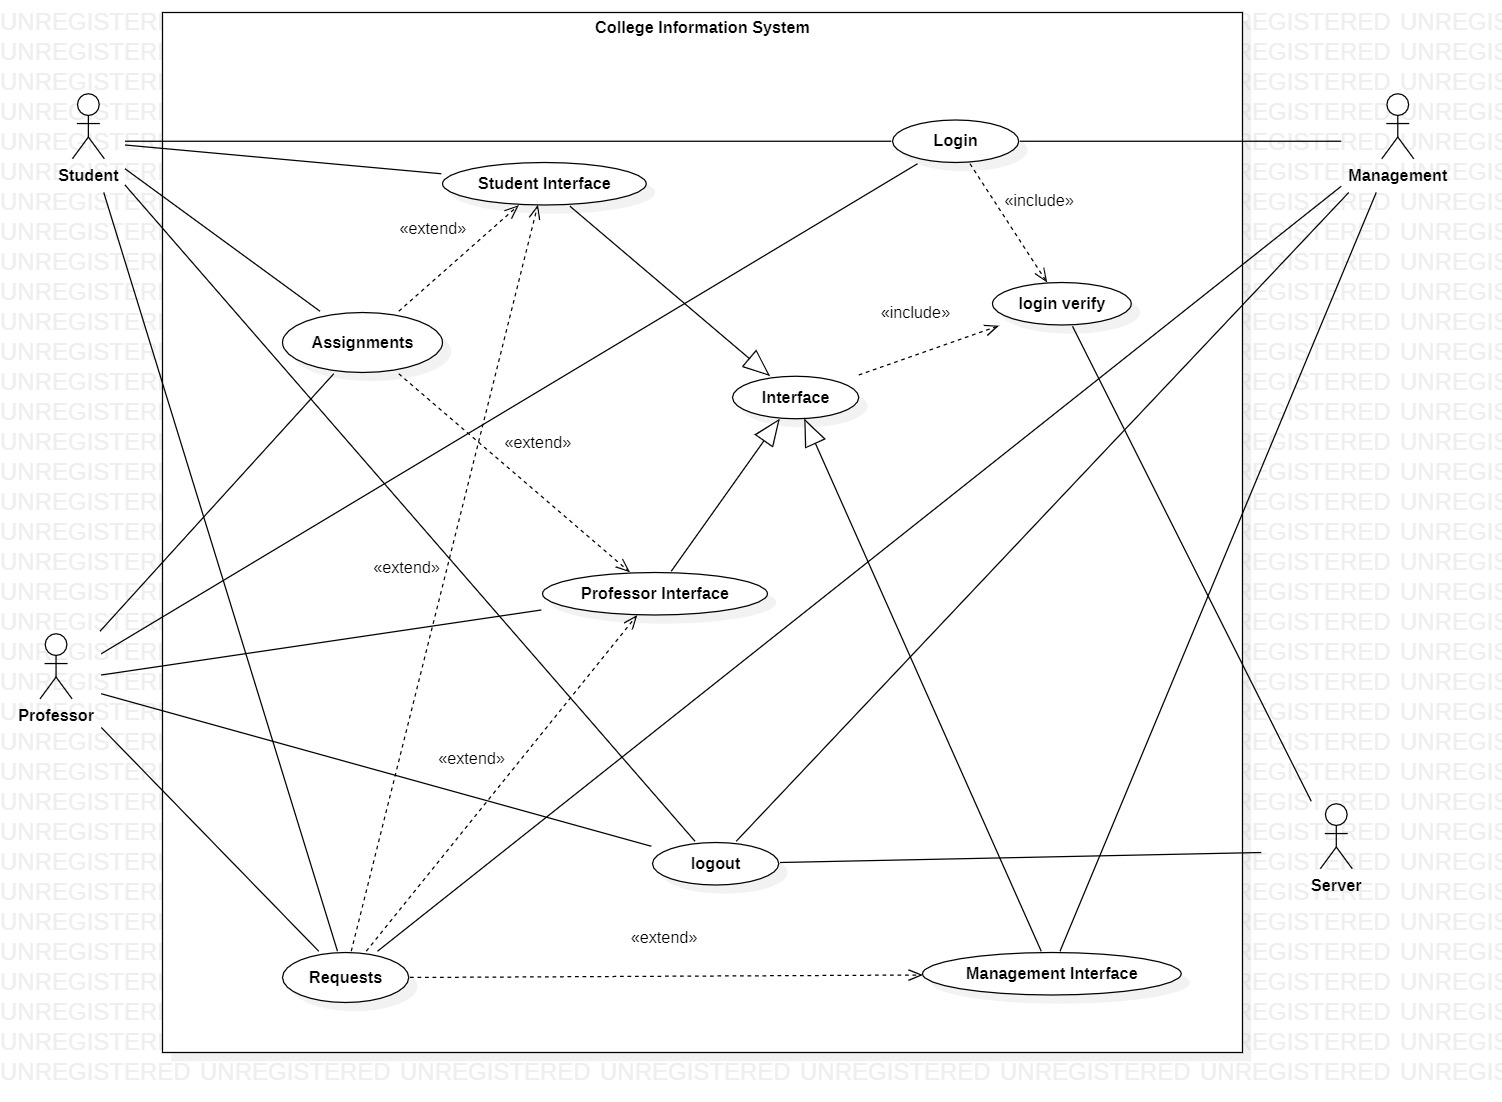 College Information System
Login
Student
Management
Student Interface
«include»
«extend»
login verify
«include»
Assignments
Interface
«extend»
«extend»
Professor Interface
Professor
«extend»
logout
Server
«extend»
Management Interface
Requests
UNREGISTERED UNREGISTERED UNREGISTERED UNREGISTERED UNREGISTERED UNREGISTERED UNREGISTERED